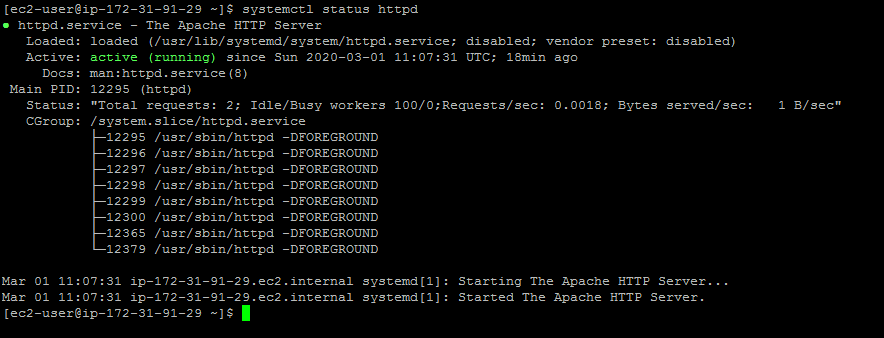 [ec2-user@ip-172-31-91-29 ~]$ systemctl status httpd
● httpd.service - The Apache HTTP Server
   Loaded: loaded (/usr/lib/systemd/system/httpd.service; disabled; vendor preset: disabled)
   Active: active (running) since Sun 2020-03-01 11:07:31 UTC; 18min ago
     Docs: man:httpd.service(8)
 Main PID: 12295 (httpd)
   Status: "Total requests: 2; Idle/Busy workers 100/0;Requests/sec: 0.0018; Bytes served/sec:   1 B/sec"
   CGroup: /system.slice/httpd.service
           ├─12295 /usr/sbin/httpd -DFOREGROUND
           ├─12296 /usr/sbin/httpd -DFOREGROUND
           ├─12297 /usr/sbin/httpd -DFOREGROUND
           ├─12298 /usr/sbin/httpd -DFOREGROUND
           ├─12299 /usr/sbin/httpd -DFOREGROUND
           ├─12300 /usr/sbin/httpd -DFOREGROUND
           ├─12365 /usr/sbin/httpd -DFOREGROUND
           └─12379 /usr/sbin/httpd -DFOREGROUND

Mar 01 11:07:31 ip-172-31-91-29.ec2.internal systemd[1]: Starting The Apache HTTP Server...
Mar 01 11:07:31 ip-172-31-91-29.ec2.internal systemd[1]: Started The Apache HTTP Server.
[ec2-user@ip-172-31-91-29 ~]$